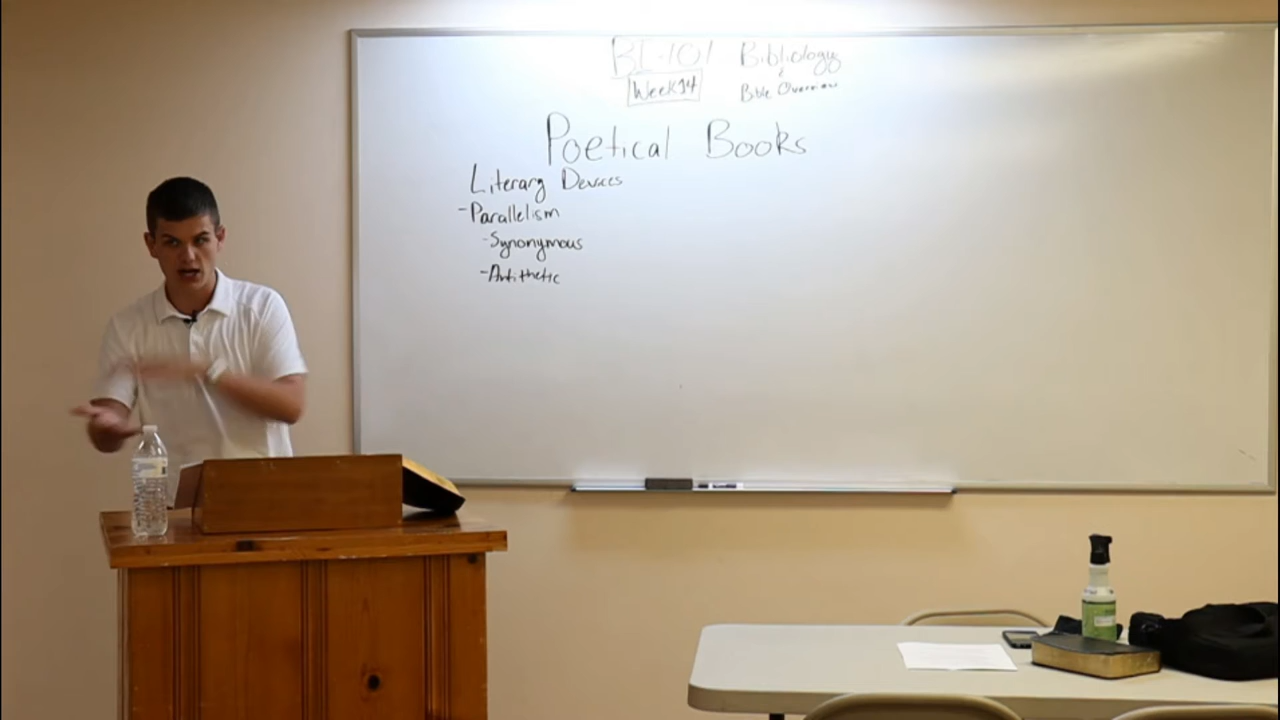 BI-101 Bibliology
Week 14 & Bible Overview
Poetical Books
Literary Devices
-Parallelism
-Synonymous
-Antithetic